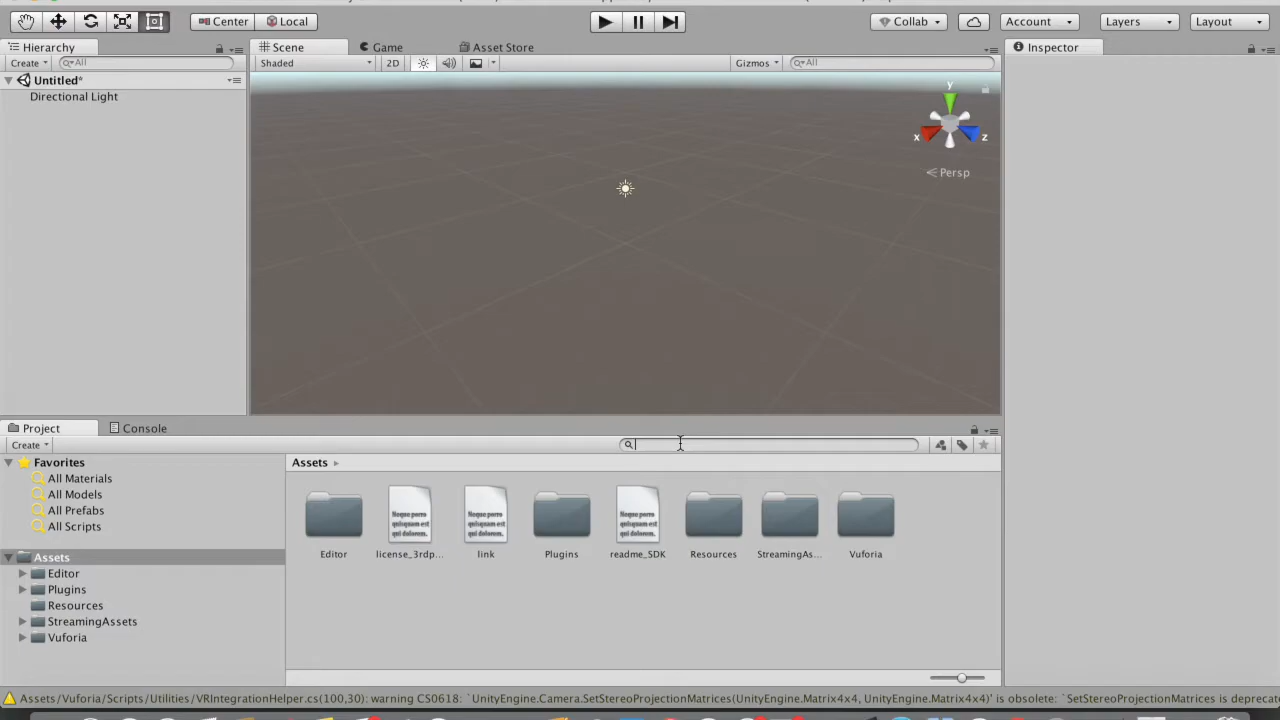 Center Local Collab Account Layers Layout
Hierarchy Scene Game Asset Store Inspector
Create All Shaded 2D Gizmos All
Untitled*
Directional Light
y
x z
Persp
Project Console
Create
Favorites Assets
All Materials
All Models
All Prefabs
All Scripts
Editor license_3rdp... link Plugins readme_SDK Resources StreamingAs... Vuforia
Assets
Editor
Plugins
Resources
StreamingAssets
Vuforia
Assets/Vuforia/Scripts/Utilities/VRIntegrationHelper.cs(100,30): warning CS0618: `UnityEngine.Camera.SetStereoProjectionMatrices(UnityEngine.Matrix4x4, UnityEngine.Matrix4x4)' is obsolete: `SetStereoProjectionMatrices is deprecat